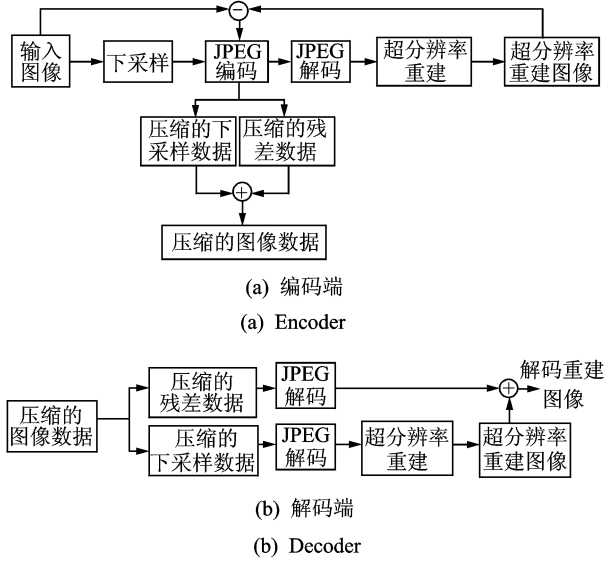 −
输入
图像
下采样
JPEG
编码
JPEG
解码
超分辨率
重建
超分辨率
重建图像
压缩的下
采样数据
压缩的残
差数据
+
压缩的图像数据
(a) 编码端
(a) Encoder
压缩的
图像数据
压缩的
残差数据
JPEG
解码
+
解码重建
图像
压缩的
下采样数据
JPEG
解码
超分辨率
重建
超分辨率
重建图像
(b) 解码端
(b) Decoder